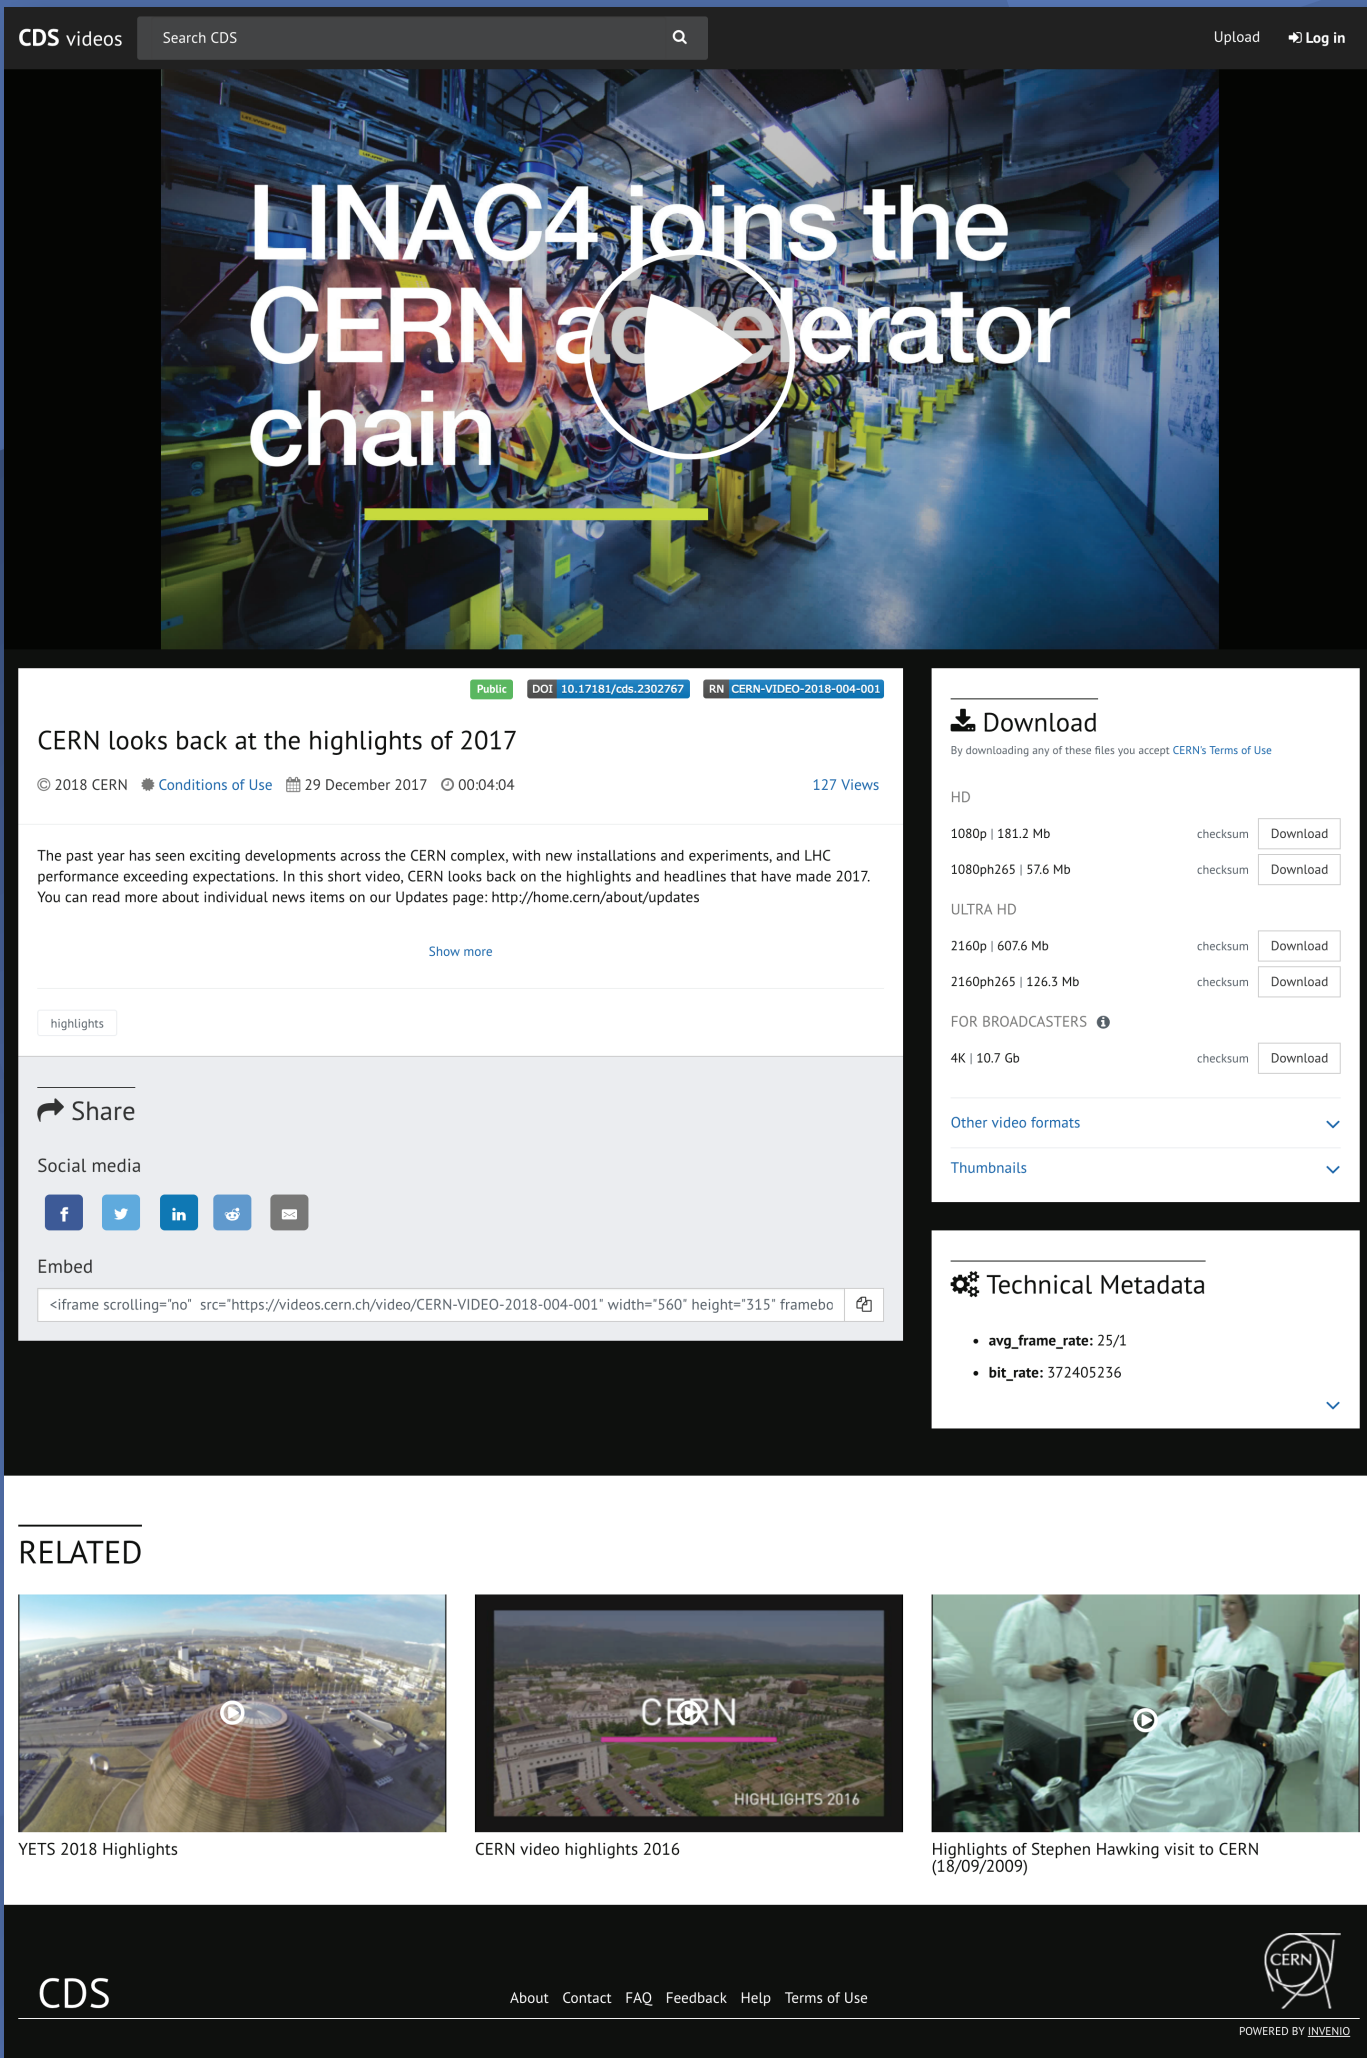 CDS videos
Search CDS
Upload
Log in
LINAC4 joins the
CERN accelerator
chain
Public
DOI 10.17181/cds.2302767
RN CERN-VIDEO-2018-004-001
CERN looks back at the highlights of 2017
© 2018 CERN Conditions of Use 29 December 2017 00:04:04
127 Views
The past year has seen exciting developments across the CERN complex, with new installations and experiments, and LHC
performance exceeding expectations. In this short video, CERN looks back on the highlights and headlines that have made 2017.
You can read more about individual news items on our Updates page: http://home.cern/about/updates
Show more
highlights
Share
Social media
Embed
<iframe scrolling="no" src="https://videos.cern.ch/video/CERN-VIDEO-2018-004-001" width="560" height="315" framebo
Download
By downloading any of these files you accept CERN's Terms of Use
HD
1080p | 181.2 Mb checksum Download
1080ph265 | 57.6 Mb checksum Download
ULTRA HD
2160p | 607.6 Mb checksum Download
2160ph265 | 126.3 Mb checksum Download
FOR BROADCASTERS
4K | 10.7 Gb checksum Download
Other video formats
Thumbnails
Technical Metadata
• avg_frame_rate: 25/1
• bit_rate: 372405236
RELATED
CERN
HIGHLIGHTS 2016
YETS 2018 Highlights
CERN video highlights 2016
Highlights of Stephen Hawking visit to CERN
(18/09/2009)
CDS
About Contact FAQ Feedback Help Terms of Use
CERN
POWERED BY INVENIO